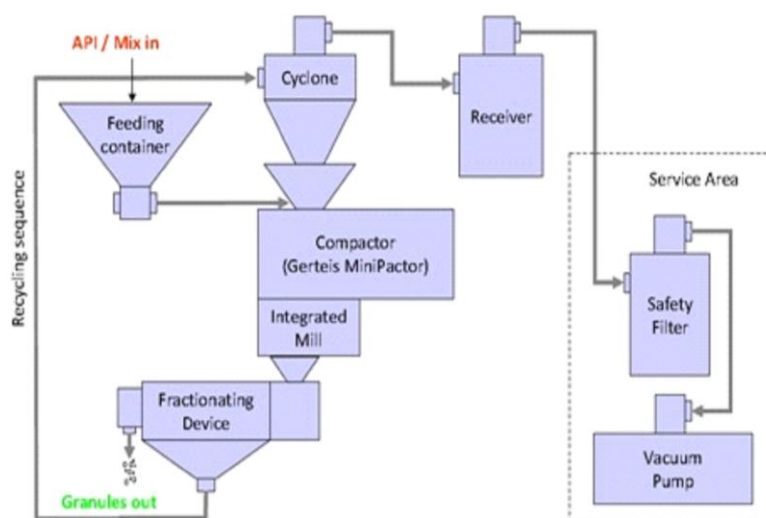 API / Mix in
Cyclone
Feeding
container
Receiver
Service Area
Compactor
(Gerteis MiniPactor)
Safety
Filter
Integrated
Mill
Recycling sequence
Fractionating
Device
Vacuum
Pump
Granules out